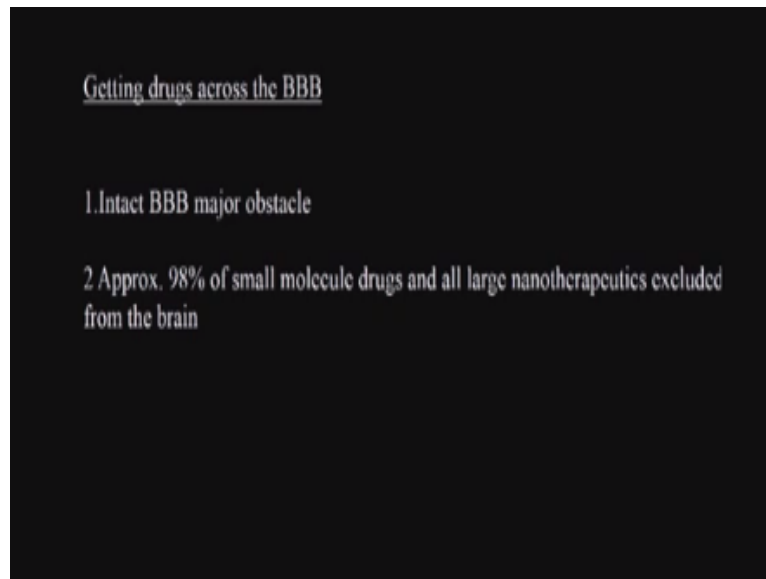 Getting drugs across the BBB
1.Intact BBB major obstacle
2 Approx. 98% of small molecule drugs and all large nanotherapeutics excluded
from the brain